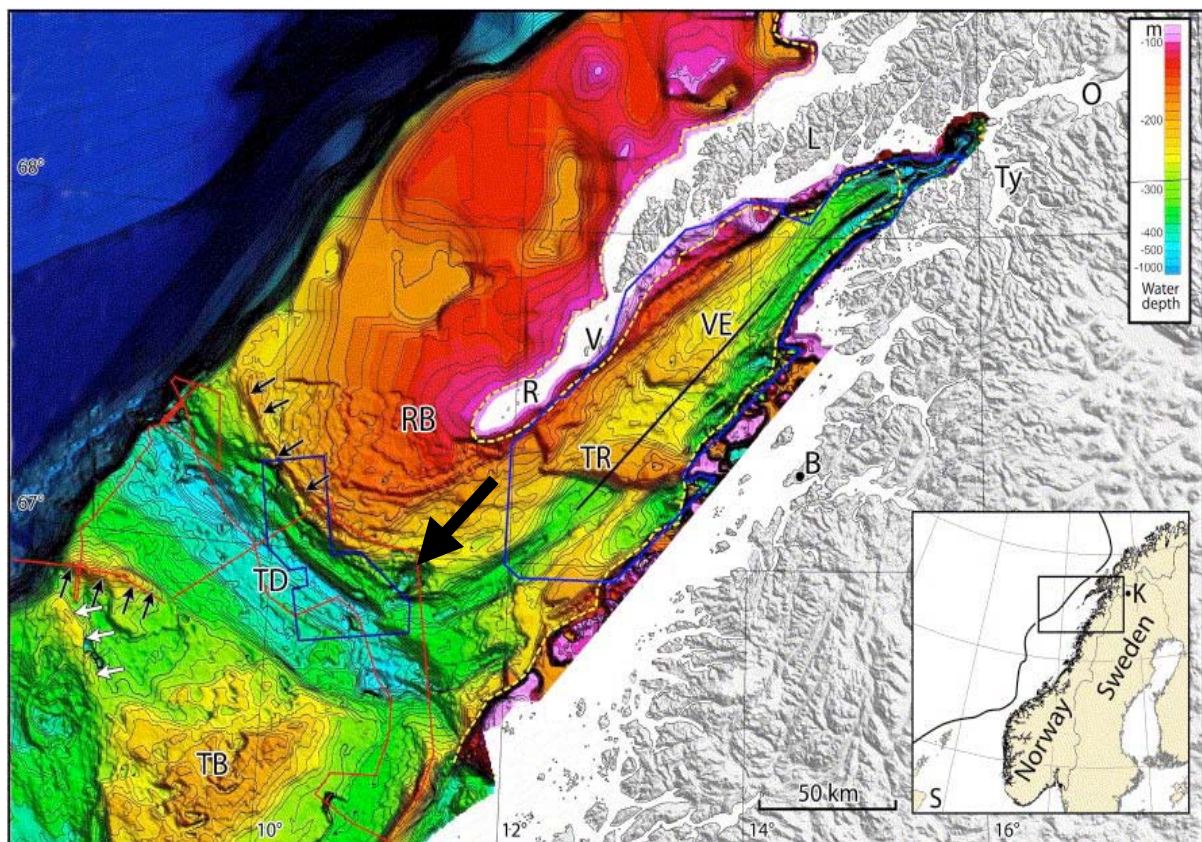 m
-100
-200
-300
-400
-500
-1000
Water
depth
68°
67°
O
L
Ty
VE
V
R
RB
TR
B
TD
TB
10°
12°
14°
16°
50 km
K
Sweden
Norway
S